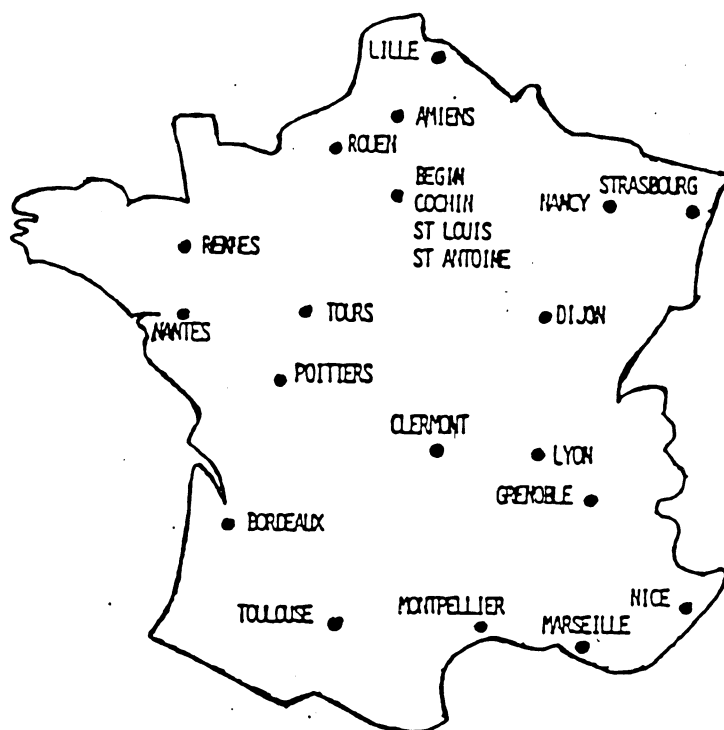 LILLE
AMIENS
ROUEN
BEGIN
COCHIN
ST LOUIS
ST ANTOINE
STRASBOURG
NANCY
RENNES
NANTES
TOURS
DIJON
POITIERS
CLERMONT
LYON
GRENOBLE
BORDEAUX
TOULOUSE
MONTPELLIER
NICE
MARSEILLE